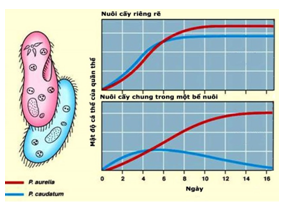 Nuôi cấy riêng rẽ
Mật độ cá thể của quần thể
Nuôi cấy chung trong một bể nuôi
0 2 4 6 8 10 12 14 16
Ngày
P. aurelia
P. caudatum